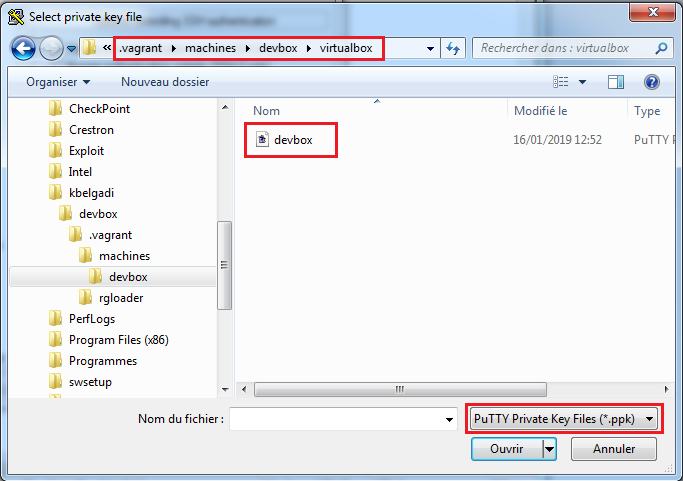 Select private key file
« .vagrant machines devbox virtualbox
Rechercher dans : virtualbox
Organiser Nouveau dossier
CheckPoint
Crestron
Exploit
Intel
kbelgadi
devbox
.vagrant
machines
devbox
rgloader
PerfLogs
Program Files (x86)
Programmes
swsetup
Nom Modifié le Type
devbox 16/01/2019 12:52 PuTTY P
Nom du fichier :
PuTTY Private Key Files (*.ppk)
Ouvrir Annuler